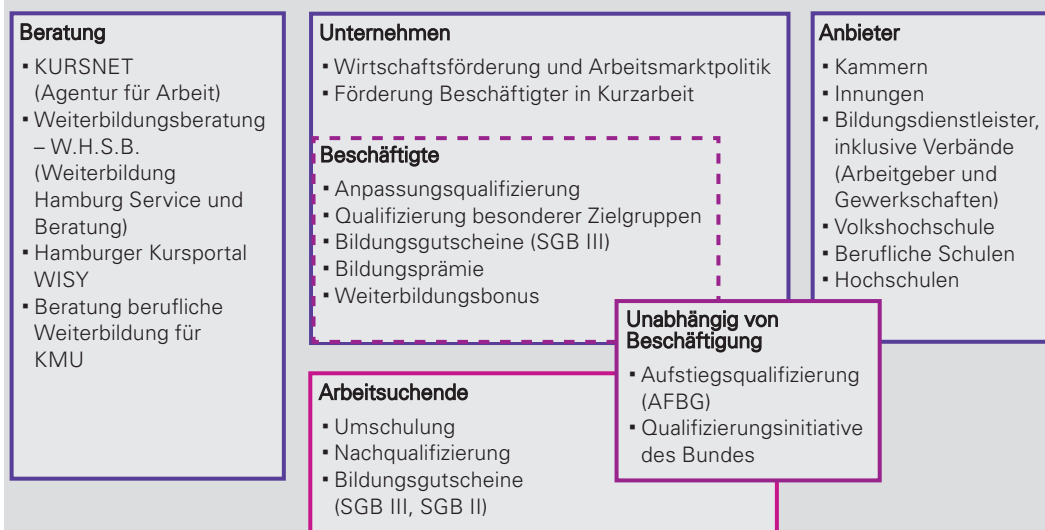 Beratung
▪ KURSNET
(Agentur für Arbeit)
▪ Weiterbildungsberatung
– W.H.S.B.
(Weiterbildung
Hamburg Service und
Beratung)
▪ Hamburger Kursportal
WISY
▪ Beratung berufliche
Weiterbildung für
KMU
Unternehmen
▪ Wirtschaftsförderung und Arbeitsmarktpolitik
▪ Förderung Beschäftigter in Kurzarbeit
Beschäftigte
▪ Anpassungsqualifizierung
▪ Qualifizierung besonderer Zielgruppen
▪ Bildungsgutscheine (SGB III)
▪ Bildungsprämie
▪ Weiterbildungsbonus
Unabhängig von
Beschäftigung
▪ Aufstiegsqualifizierung
(AFBG)
▪ Qualifizierungsinitiative
des Bundes
Arbeitsuchende
▪ Umschulung
▪ Nachqualifizierung
▪ Bildungsgutscheine
(SGB III, SGB II)
Anbieter
▪ Kammern
▪ Innungen
▪ Bildungsdienstleister,
inklusive Verbände
(Arbeitgeber und
Gewerkschaften)
▪ Volkshochschule
▪ Berufliche Schulen
▪ Hochschulen